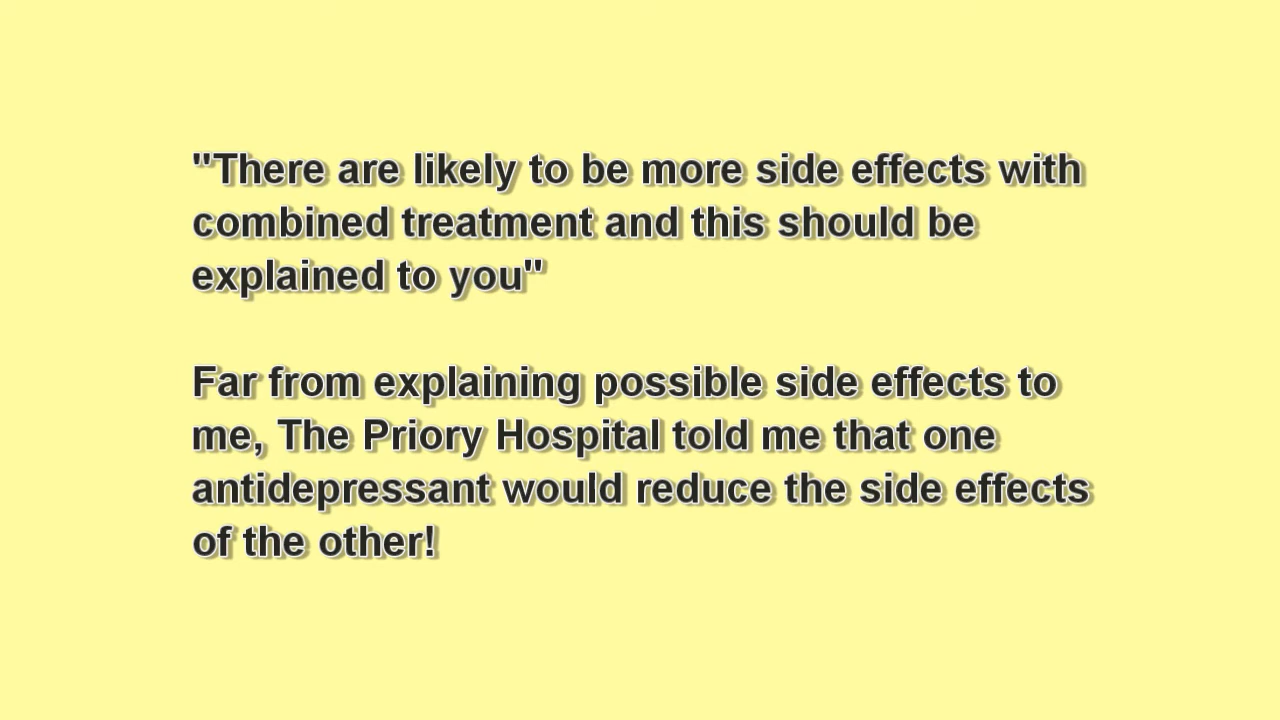 "There are likely to be more side effects with
combined treatment and this should be
explained to you"
Far from explaining possible side effects to
me, The Priory Hospital told me that one
antidepressant would reduce the side effects
of the other!